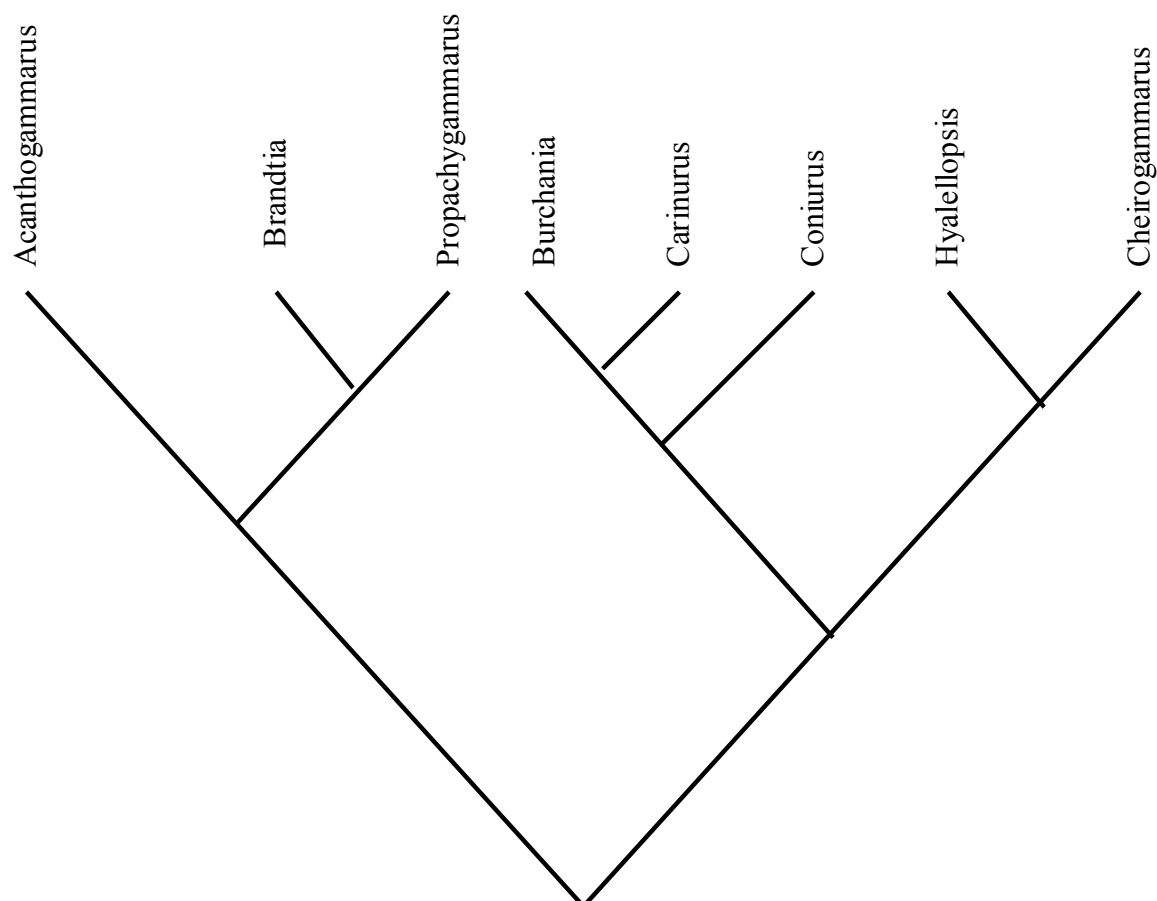 Acanthogammarus
Brandtia
Propachygammarus
Burchania
Carinurus
Coniurus
Hyalellopsis
Cheirogammarus